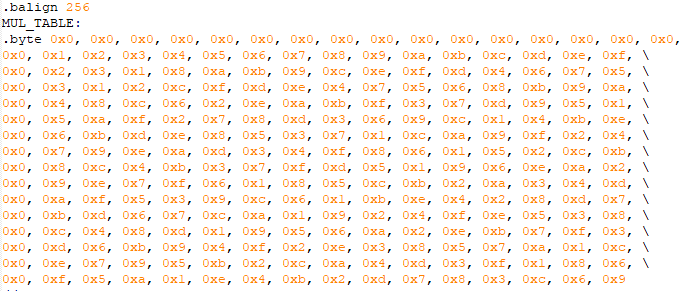 .balign 256
MUL_TABLE:
.byte 0x0, 0x0, 0x0, 0x0, 0x0, 0x0, 0x0, 0x0, 0x0, 0x0, 0x0, 0x0, 0x0, 0x0, 0x0, 0x0,
0x0, 0x1, 0x2, 0x3, 0x4, 0x5, 0x6, 0x7, 0x8, 0x9, 0xa, 0xb, 0xc, 0xd, 0xe, 0xf, \
0x0, 0x2, 0x3, 0x1, 0x8, 0xa, 0xb, 0x9, 0xc, 0xe, 0xf, 0xd, 0x4, 0x6, 0x7, 0x5, \
0x0, 0x3, 0x1, 0x2, 0xc, 0xf, 0xd, 0xe, 0x4, 0x7, 0x5, 0x6, 0x8, 0xb, 0x9, 0xa, \
0x0, 0x4, 0x8, 0xc, 0x6, 0x2, 0xe, 0xa, 0xb, 0xf, 0x3, 0x7, 0xd, 0x9, 0x5, 0x1, \
0x0, 0x5, 0xa, 0xf, 0x2, 0x7, 0x8, 0xd, 0x3, 0x6, 0x9, 0xc, 0x1, 0x4, 0xb, 0xe, \
0x0, 0x6, 0xb, 0xd, 0xe, 0x8, 0x5, 0x3, 0x7, 0x1, 0xc, 0xa, 0x9, 0xf, 0x2, 0x4, \
0x0, 0x7, 0x9, 0xe, 0xa, 0xd, 0x3, 0x4, 0xf, 0x8, 0x6, 0x1, 0x5, 0x2, 0xc, 0xb, \
0x0, 0x8, 0xc, 0x4, 0xb, 0x3, 0x7, 0xf, 0xd, 0x5, 0x1, 0x9, 0x6, 0xe, 0xa, 0x2, \
0x0, 0x9, 0xe, 0x7, 0xf, 0x6, 0x1, 0x8, 0x5, 0xc, 0xb, 0x2, 0xa, 0x3, 0x4, 0xd, \
0x0, 0xa, 0xf, 0x5, 0x3, 0x9, 0xc, 0x6, 0x1, 0xb, 0xe, 0x4, 0x2, 0x8, 0xd, 0x7, \
0x0, 0xb, 0xd, 0x6, 0x7, 0xc, 0xa, 0x1, 0x9, 0x2, 0x4, 0xf, 0xe, 0x5, 0x3, 0x8, \
0x0, 0xc, 0x4, 0x8, 0xd, 0x1, 0x9, 0x5, 0x6, 0xa, 0x2, 0xe, 0xb, 0x7, 0xf, 0x3, \
0x0, 0xd, 0x6, 0xb, 0x9, 0x4, 0xf, 0x2, 0xe, 0x3, 0x8, 0x5, 0x7, 0xa, 0x1, 0xc, \
0x0, 0xe, 0x7, 0x9, 0x5, 0xb, 0x2, 0xc, 0xa, 0x4, 0xd, 0x3, 0xf, 0x1, 0x8, 0x6, \
0x0, 0xf, 0x5, 0xa, 0x1, 0xe, 0x4, 0xb, 0x2, 0xd, 0x7, 0x8, 0x3, 0xc, 0x6, 0x9